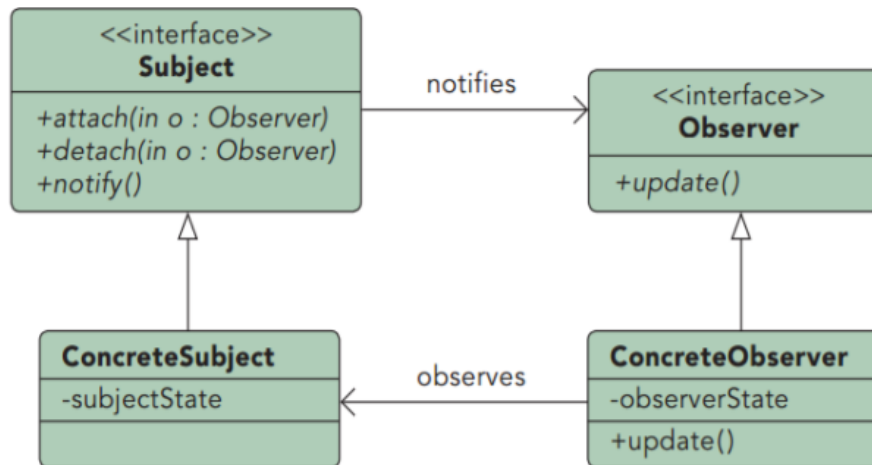 <<interface>>
Subject
+attach(in o : Observer)
+detach(in o : Observer)
+notify()
notifies
<<interface>>
Observer
+update()
ConcreteSubject
-subjectState
observes
ConcreteObserver
-observerState
+update()